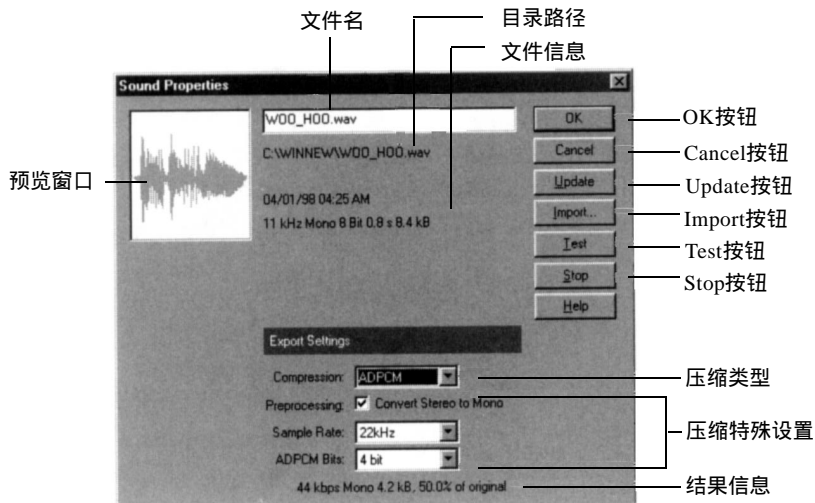 文件名
目录路径
文件信息
Sound Properties
WOO_HOO.wav
OK
OK按钮
C:\WINNEW\WOO_HOO.wav
Cancel
Cancel按钮
预览窗口
Update
Update按钮
04/01/98 04:25 AM
Import...
Import按钮
11 kHz Mono 8 Bit 0.8 s 8.4 kB
Test
Test按钮
Stop
Stop按钮
Help
Export Settings
Compression: ADPCM
压缩类型
Preprocessing: Convert Stereo to Mono
Sample Rate: 22kHz
压缩特殊设置
ADPCM Bits: 4 bit
44 kbps Mono 4.2 kB, 50.0% of original
结果信息